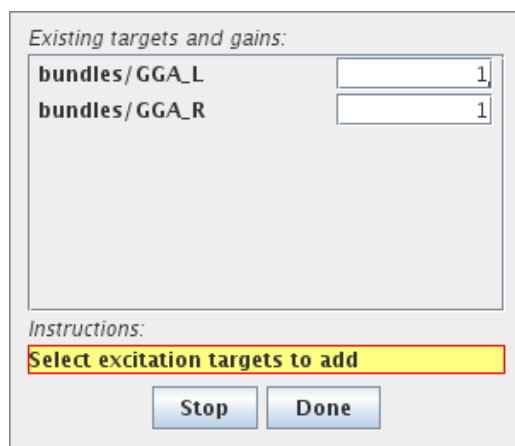 Existing targets and gains:
bundles/GGA_L 1
bundles/GGA_R 1
Instructions:
Select excitation targets to add
Stop Done